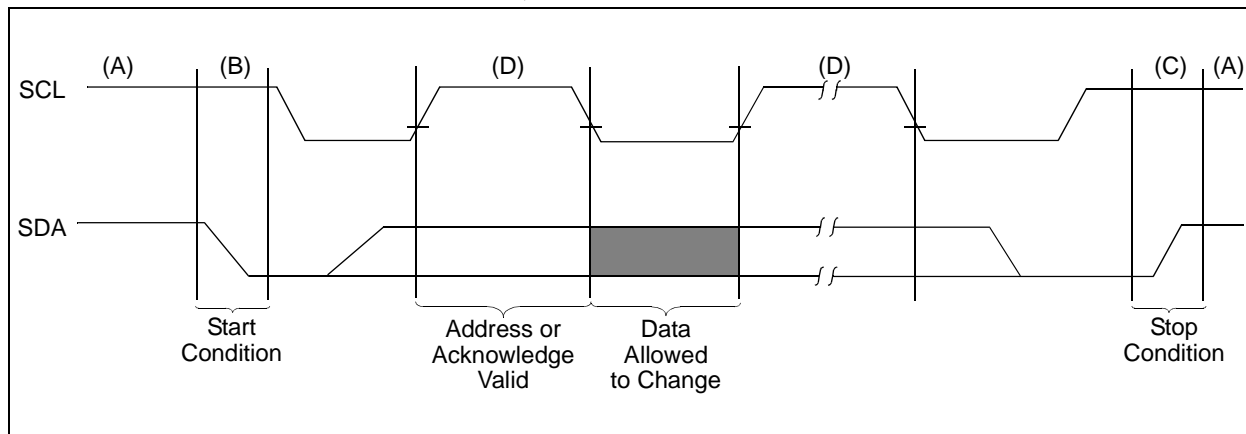 (A) (B) (D) (D) (C) (A)
SCL
SDA
Start
Condition
Address or
Acknowledge
Valid
Data
Allowed
to Change
Stop
Condition